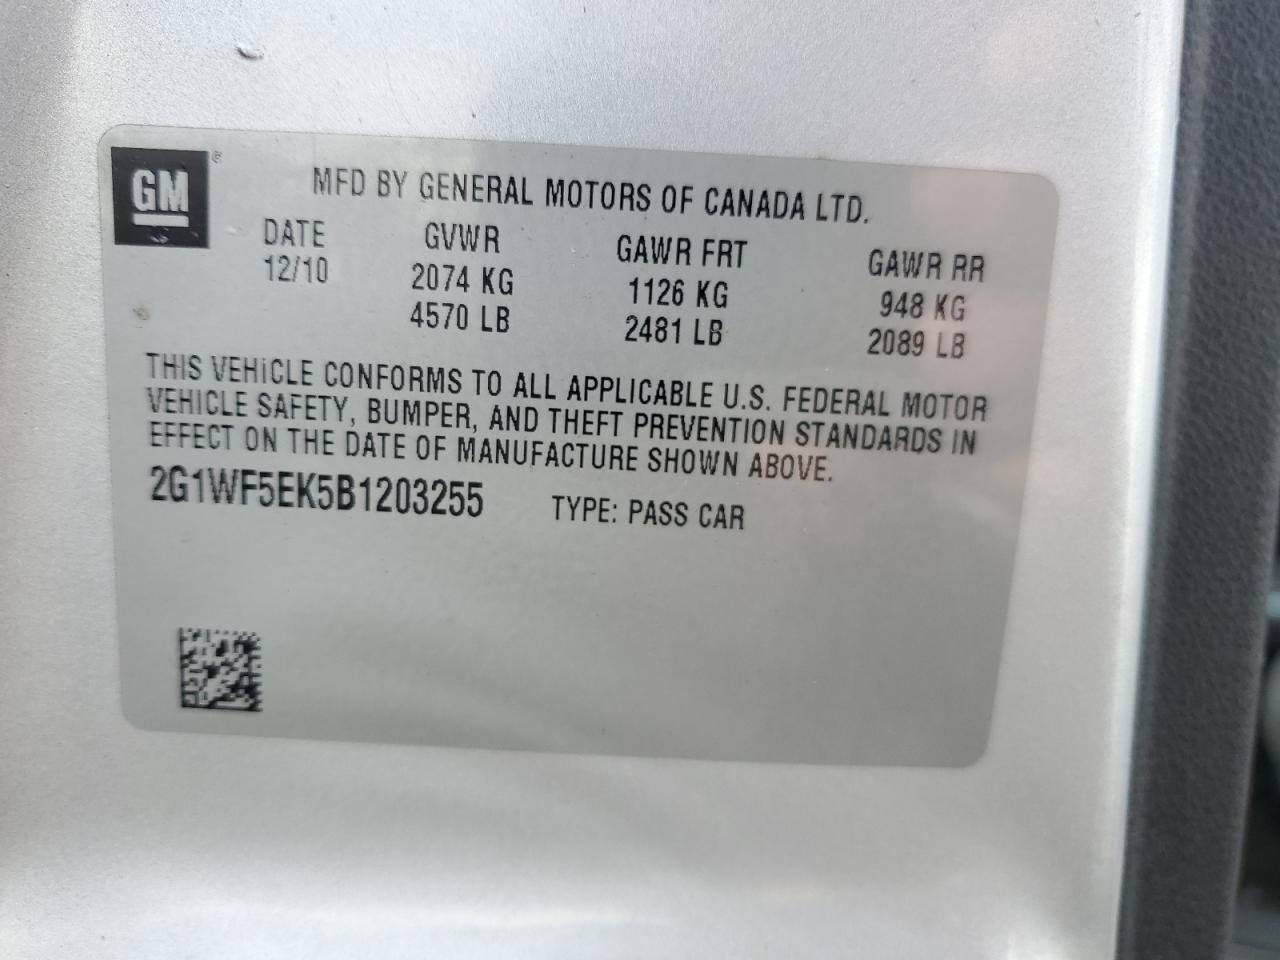 GM ®
MFD BY GENERAL MOTORS OF CANADA LTD.
DATE GVWR GAWR FRT GAWR RR
12/10 2074 KG 1126 KG 948 KG
4570 LB 2481 LB 2089 LB
THIS VEHICLE CONFORMS TO ALL APPLICABLE U.S. FEDERAL MOTOR
VEHICLE SAFETY, BUMPER, AND THEFT PREVENTION STANDARDS IN
EFFECT ON THE DATE OF MANUFACTURE SHOWN ABOVE.
2G1WF5EK5B1203255 TYPE: PASS CAR